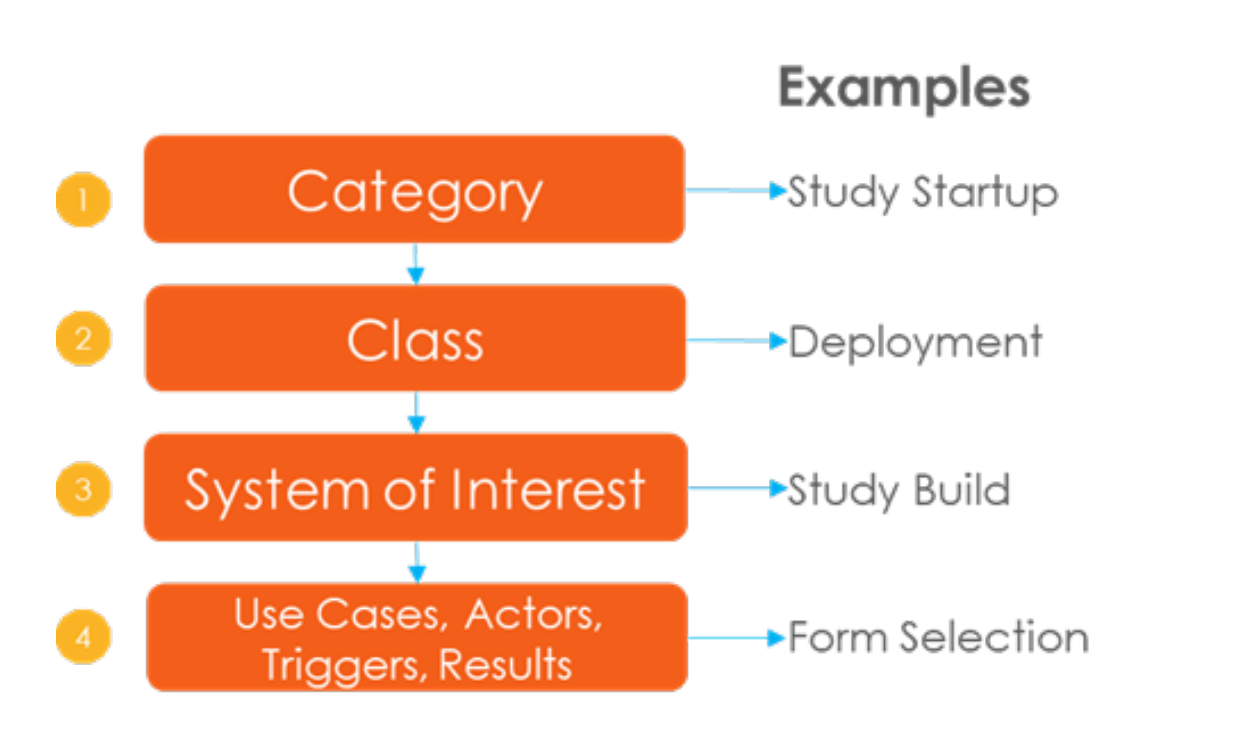 Examples
1
Category
Study Startup
2
Class
Deployment
3
System of Interest
Study Build
4
Use Cases, Actors,
Triggers, Results
Form Selection